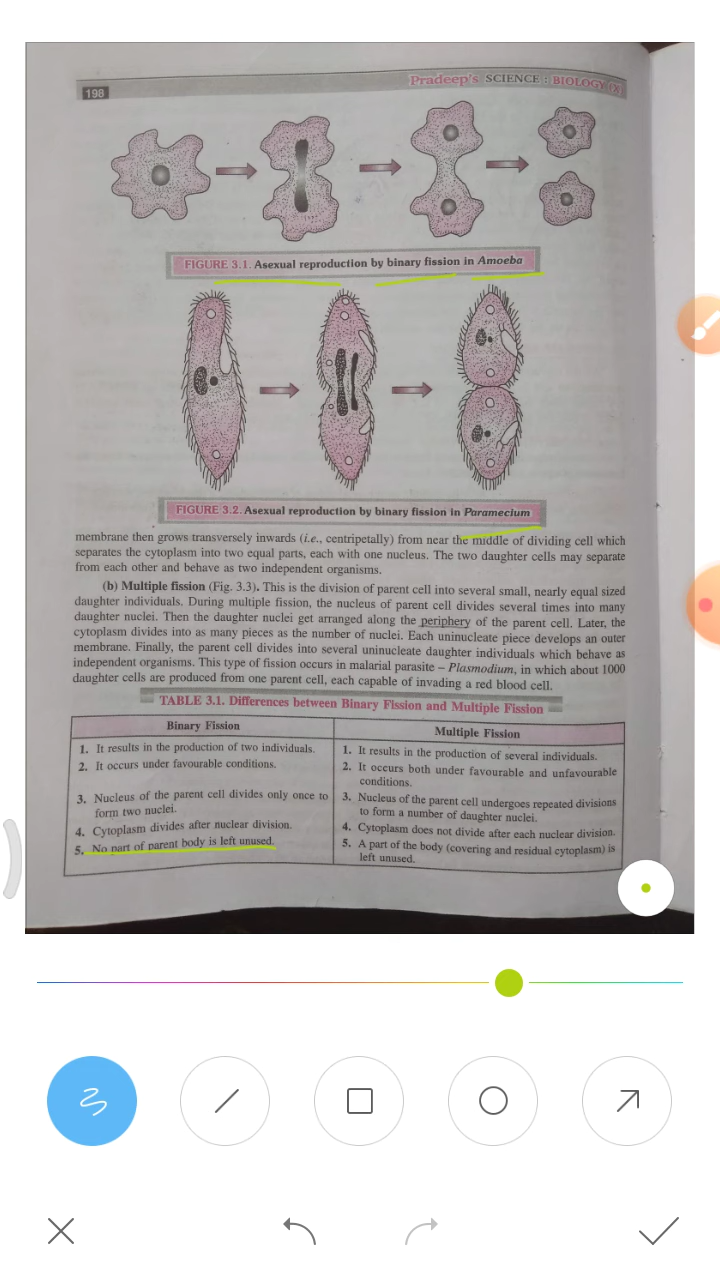 198
Pradeep's SCIENCE : BIOLOGY (X)
FIGURE 3.1. Asexual reproduction by binary fission in Amoeba
FIGURE 3.2. Asexual reproduction by binary fission in Paramecium
membrane then grows transversely inwards (i.e., centripetally) from near the middle of dividing cell which
separates the cytoplasm into two equal parts, each with one nucleus. The two daughter cells may separate
from each other and behave as two independent organisms.
(b) Multiple fission (Fig. 3.3). This is the division of parent cell into several small, nearly equal sized
daughter individuals. During multiple fission, the nucleus of parent cell divides several times into many
daughter nuclei. Then the daughter nuclei get arranged along the periphery of the parent cell. Later, the
cytoplasm divides into as many pieces as the number of nuclei. Each uninucleate piece develops an outer
membrane. Finally, the parent cell divides into several uninucleate daughter individuals which behave as
independent organisms. This type of fission occurs in malarial parasite – Plasmodium, in which about 1000
daughter cells are produced from one parent cell, each capable of invading a red blood cell.
TABLE 3.1. Differences between Binary Fission and Multiple Fission
Binary Fission
1. It results in the production of two individuals.
2. It occurs under favourable conditions.
3. Nucleus of the parent cell divides only once to
form two nuclei.
4. Cytoplasm divides after nuclear division.
5. No part of parent body is left unused.
Multiple Fission
1. It results in the production of several individuals.
2. It occurs both under favourable and unfavourable
conditions.
3. Nucleus of the parent cell undergoes repeated divisions
to form a number of daughter nuclei.
4. Cytoplasm does not divide after each nuclear division.
5. A part of the body (covering and residual cytoplasm) is
left unused.